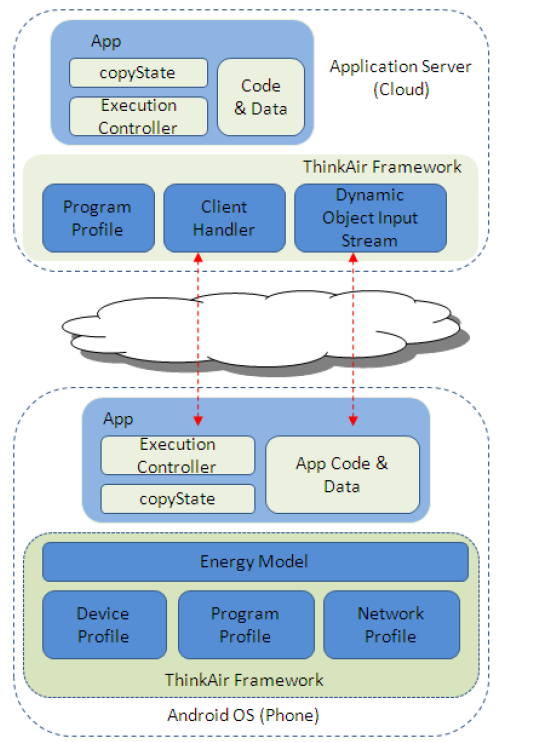 App
copyState
Execution
Controller
Code
& Data
Application Server
(Cloud)
ThinkAir Framework
Program
Profile
Client
Handler
Dynamic
Object Input
Stream
App
Execution
Controller
copyState
App Code &
Data
Energy Model
Device
Profile
Program
Profile
Network
Profile
ThinkAir Framework
Android OS (Phone)